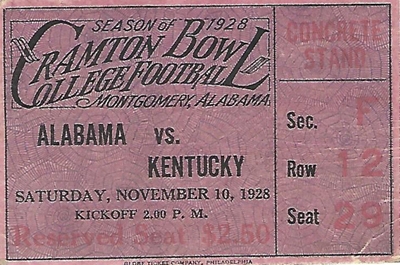 SEASON of 1928
CRAMTON BOWL
COLLEGE FOOTBALL
MONTGOMERY, ALABAMA.
ALABAMA vs.
KENTUCKY
SATURDAY, NOVEMBER 10, 1928
KICKOFF 2.00 P. M.
Reserved Seat $2.50
GLOBE TICKET COMPANY, PHILADELPHIA
CONCRETE
STAND
Sec. F
Row 12
Seat 29